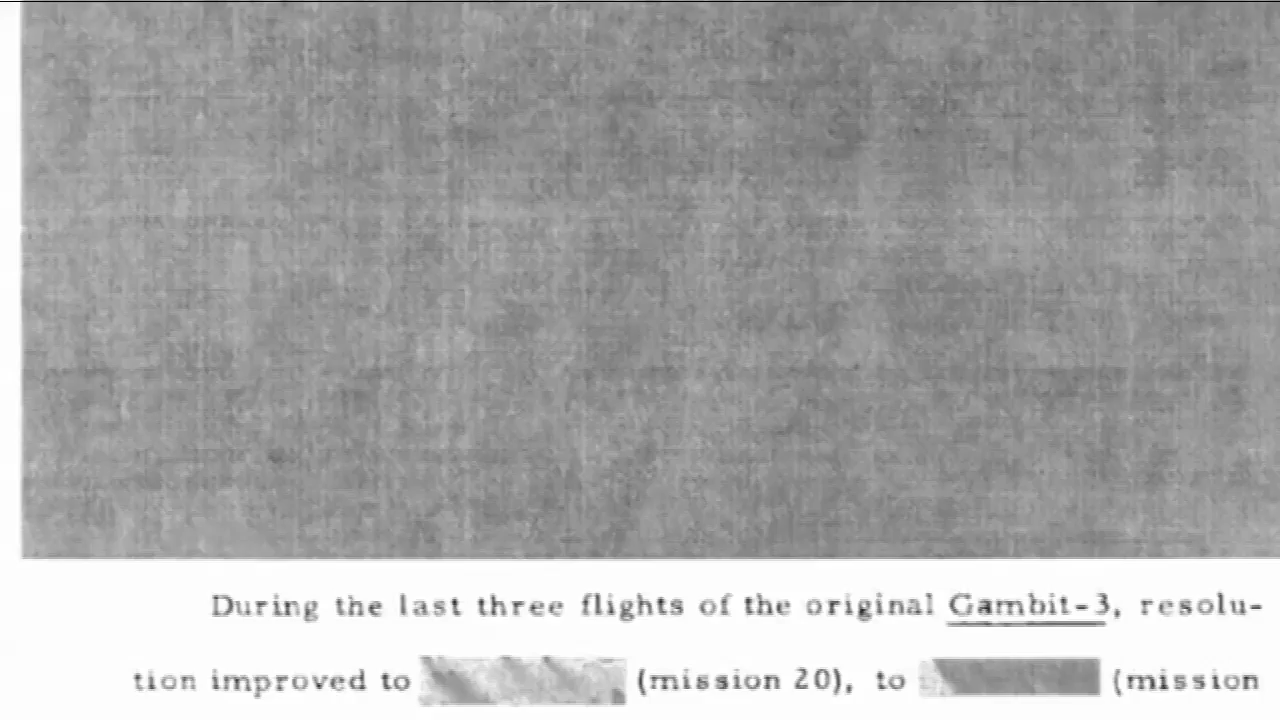 During the last three flights of the original Gambit-3, resolu-
tion improved to (mission 20), to (mission